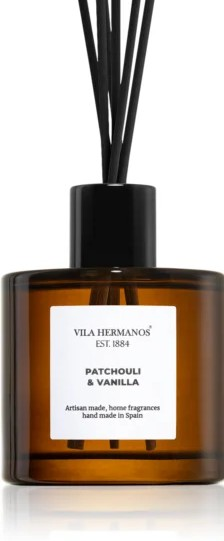 VILA HERMANOS®
EST. 1884
PATCHOULI
& VANILLA
Artisan made, home fragrances
hand made in Spain